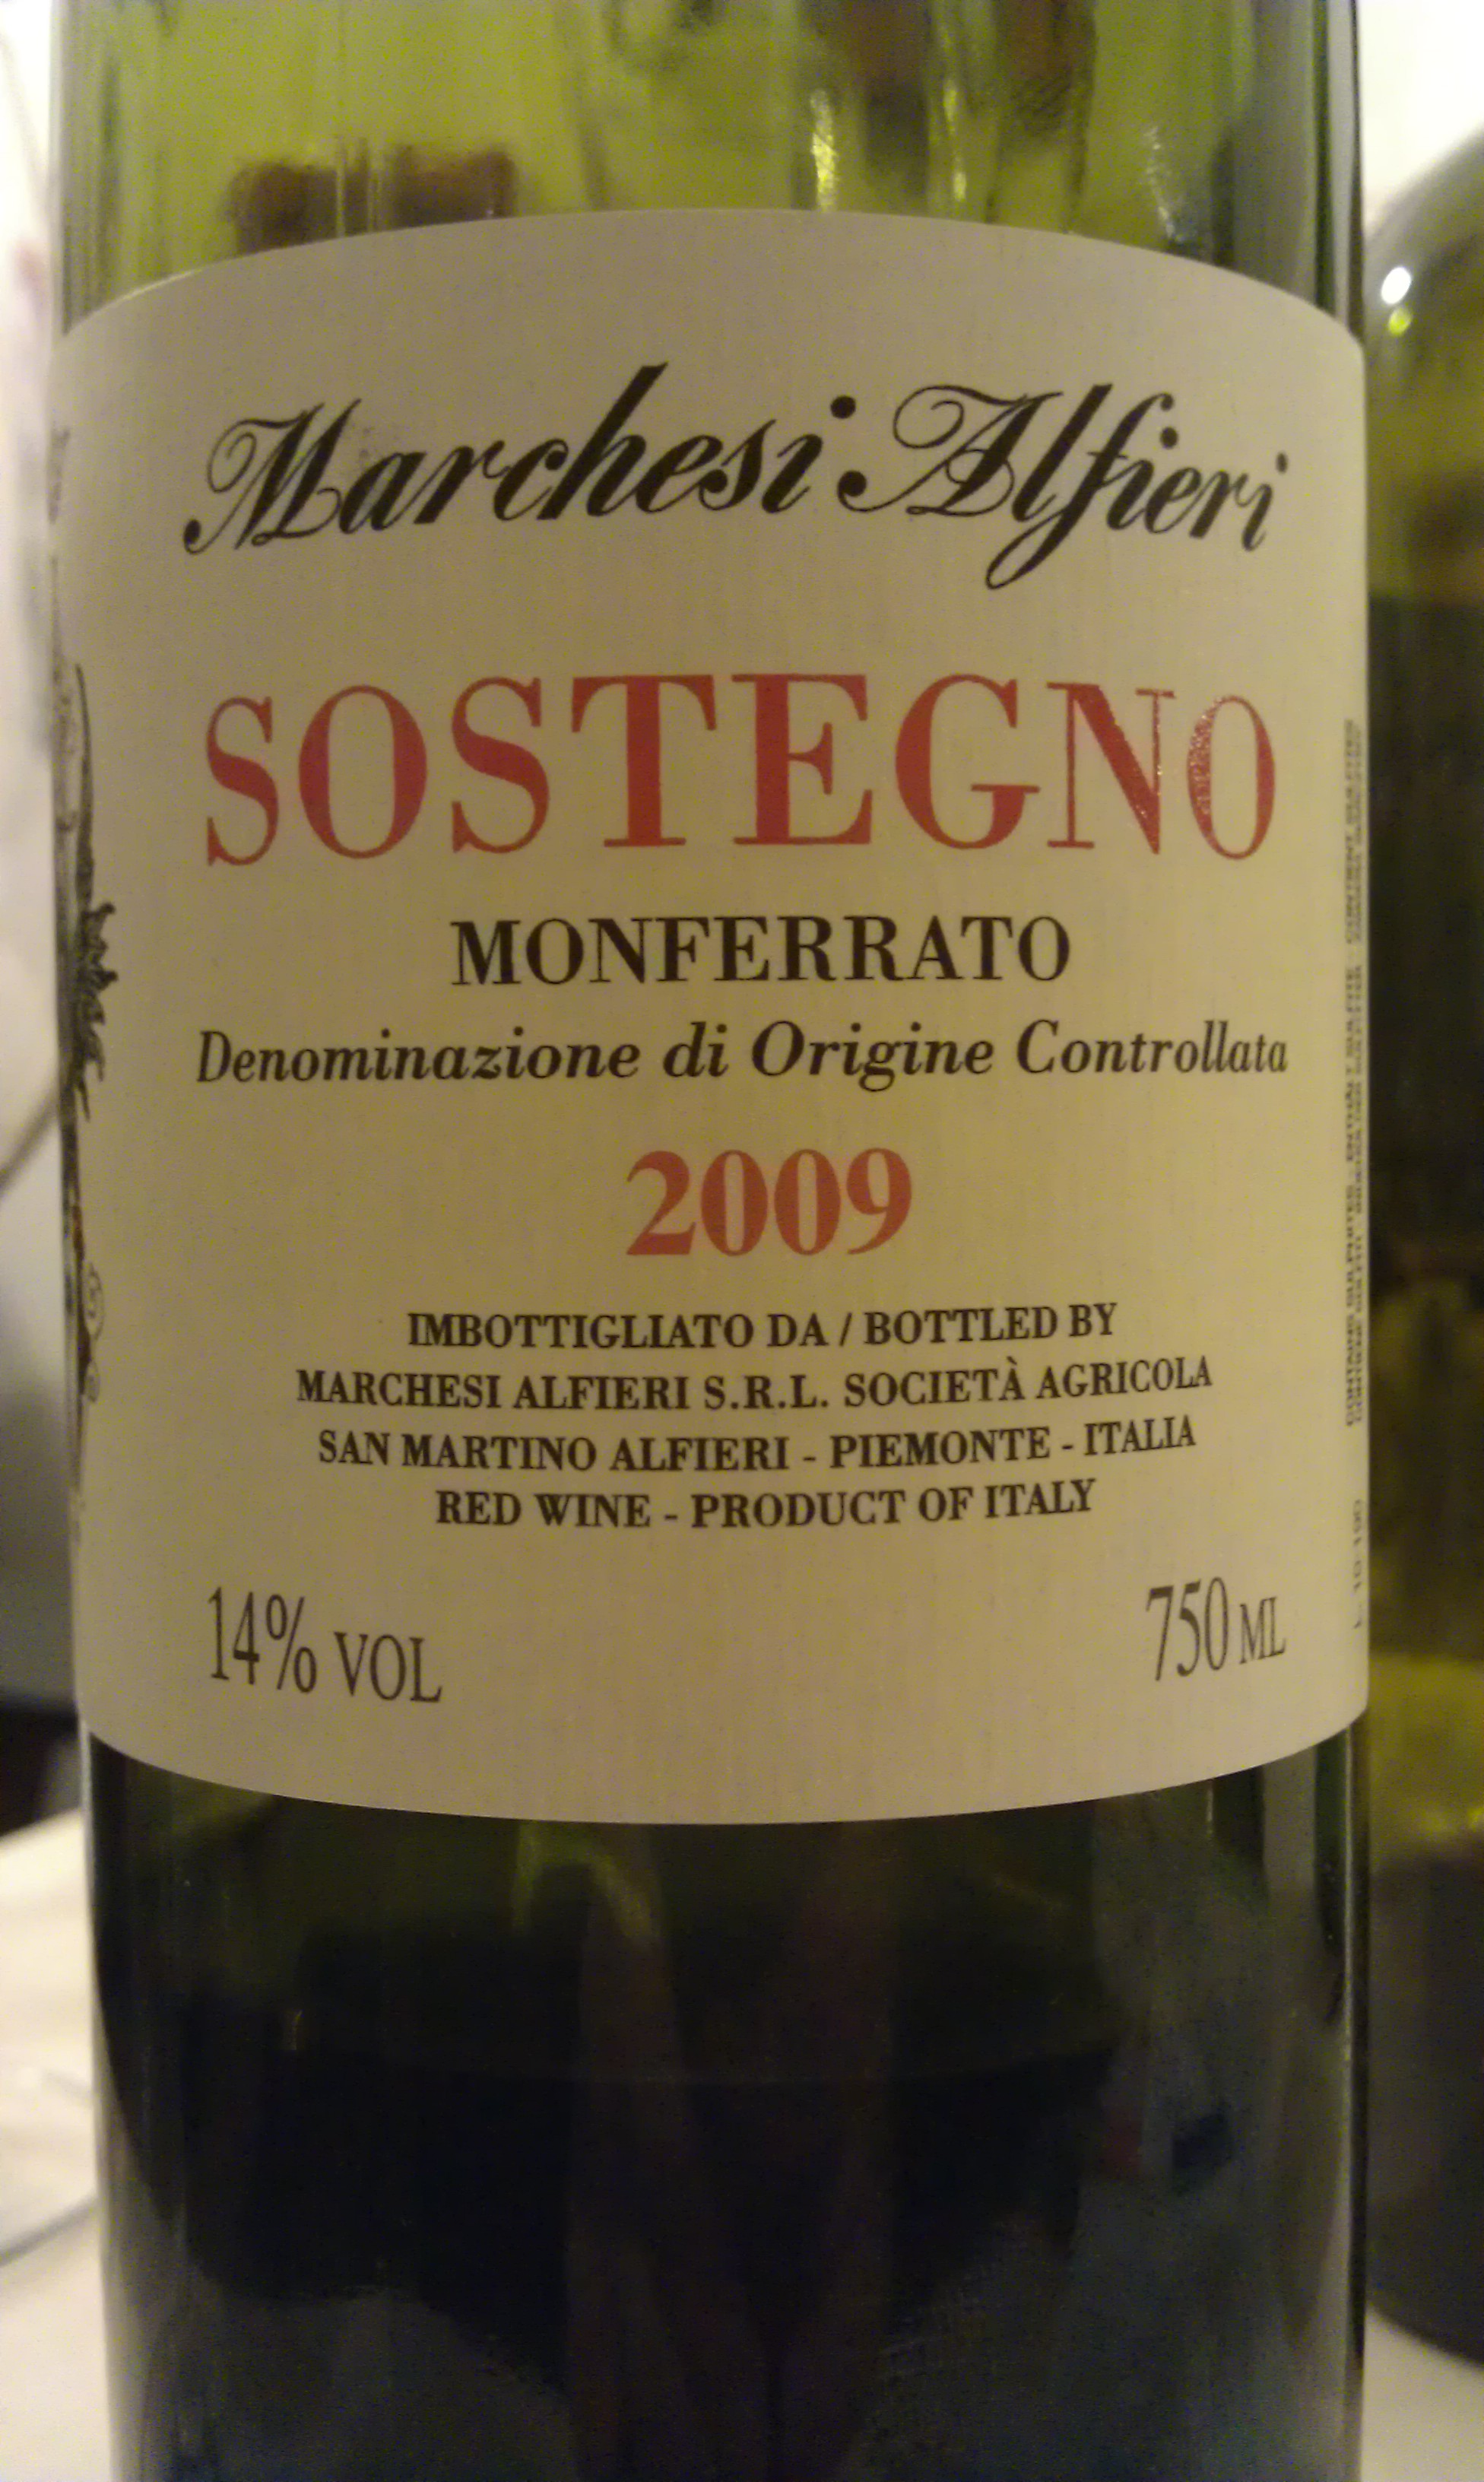 Marchesi Alfieri
SOSTEGNO
MONFERRATO
Denominazione di Origine Controllata
2009
IMBOTTIGLIATO DA / BOTTLED BY
MARCHESI ALFIERI S.R.L. SOCIETÀ AGRICOLA
SAN MARTINO ALFIERI - PIEMONTE - ITALIA
RED WINE - PRODUCT OF ITALY
14% VOL
750 ML